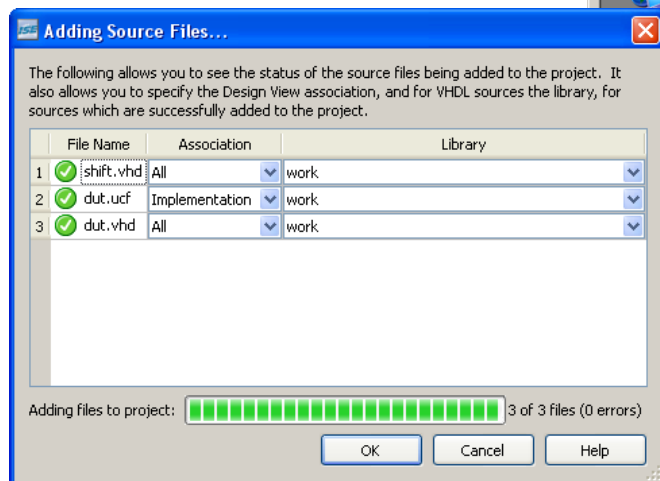 ISE Adding Source Files...
The following allows you to see the status of the source files being added to the project. It
also allows you to specify the Design View association, and for VHDL sources the library, for
sources which are successfully added to the project.
File Name Association Library
1 shift.vhd All work
2 dut.ucf Implementation work
3 dut.vhd All work
Adding files to project: 3 of 3 files (0 errors)
OK Cancel Help